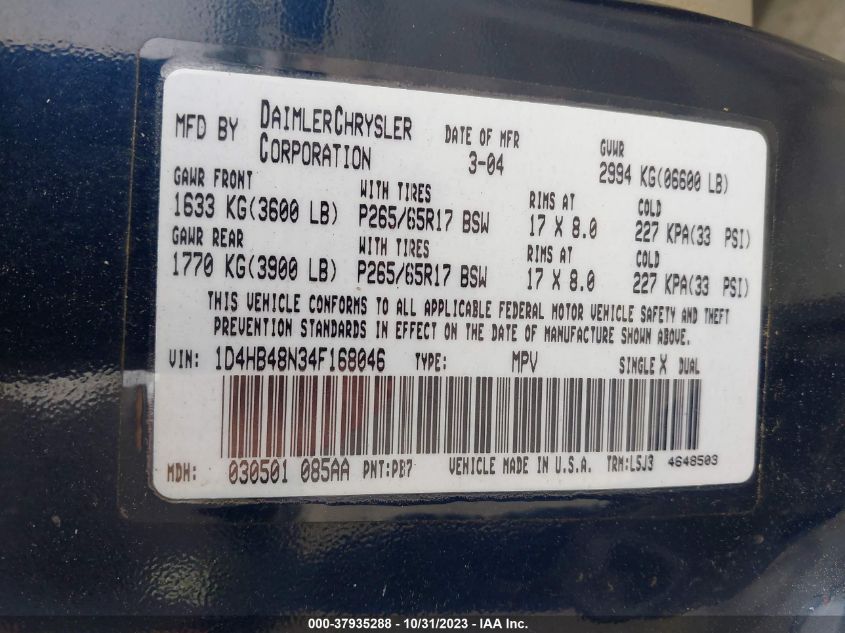 MFD BY DAIMLERCHRYSLER CORPORATION DATE OF MFR 3-04 GVWR 2994 KG(06600 LB)
GAWR FRONT WITH TIRES RIMS AT COLD
1633 KG(3600 LB) P265/65R17 BSW 17 X 8.0 227 KPA(33 PSI)
GAWR REAR WITH TIRES RIMS AT COLD
1770 KG(3900 LB) P265/65R17 BSW 17 X 8.0 227 KPA(33 PSI)
THIS VEHICLE CONFORMS TO ALL APPLICABLE FEDERAL MOTOR VEHICLE SAFETY AND THEFT
PREVENTION STANDARDS IN EFFECT ON THE DATE OF MANUFACTURE SHOWN ABOVE.
VIN: 1D4HB48N34F168046 TYPE: MPV SINGLE X DUAL
MDH: 030501 085AA PNT:PB7 VEHICLE MADE IN U.S.A. TRM:LSJ3 4648503
000-37935288 - 10/31/2023 - IAA Inc.